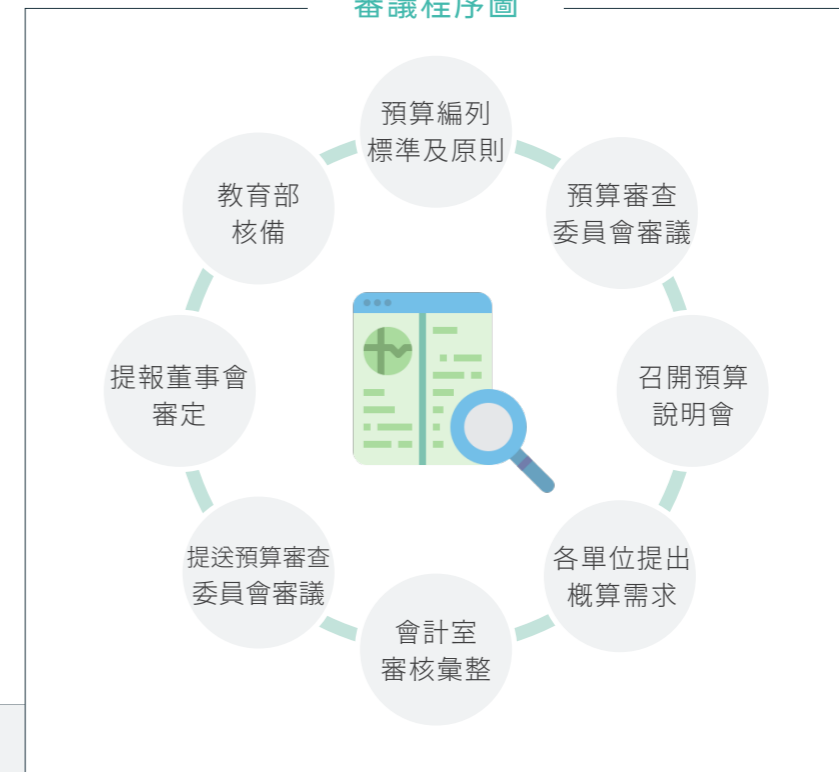 審議程序圖
預算編列
標準及原則
預算審查
委員會審議
召開預算
說明會
各單位提出
概算需求
會計室
審核彙整
提送預算審查
委員會審議
提報董事會
審定
教育部
核備